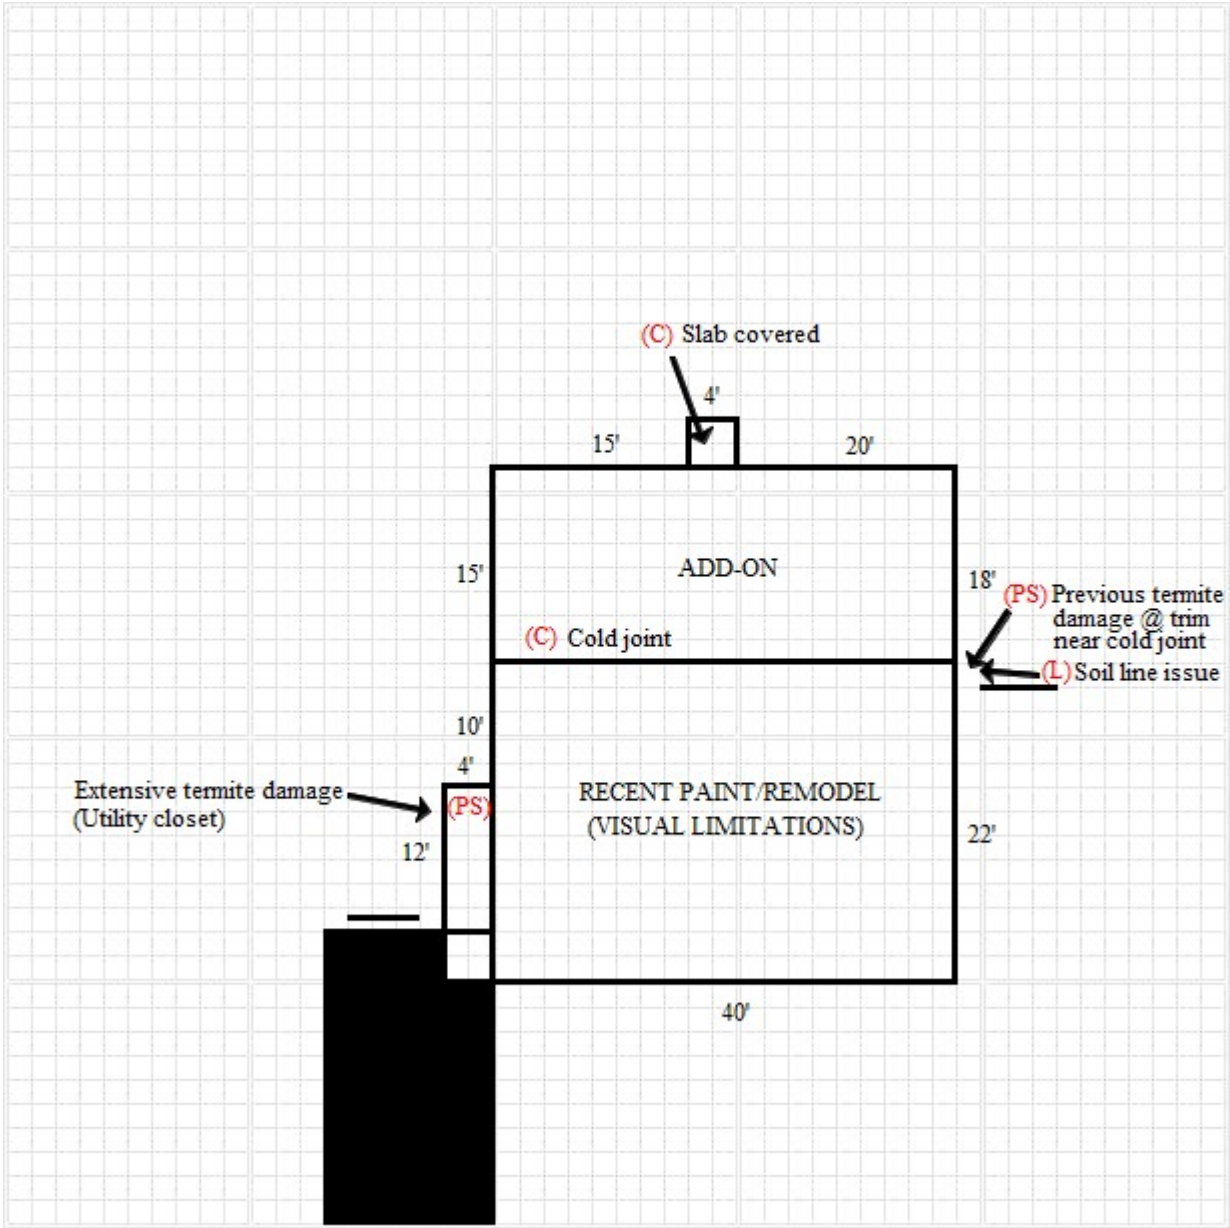 (C) Slab covered
4'
15'
20'
ADD-ON
15'
18'
(PS) Previous termite
damage @ trim
near cold joint
(C) Cold joint
(L) Soil line issue
10'
4'
Extensive termite damage
(Utility closet)
(PS)
RECENT PAINT/REMODEL
(VISUAL LIMITATIONS)
12'
22'
40'